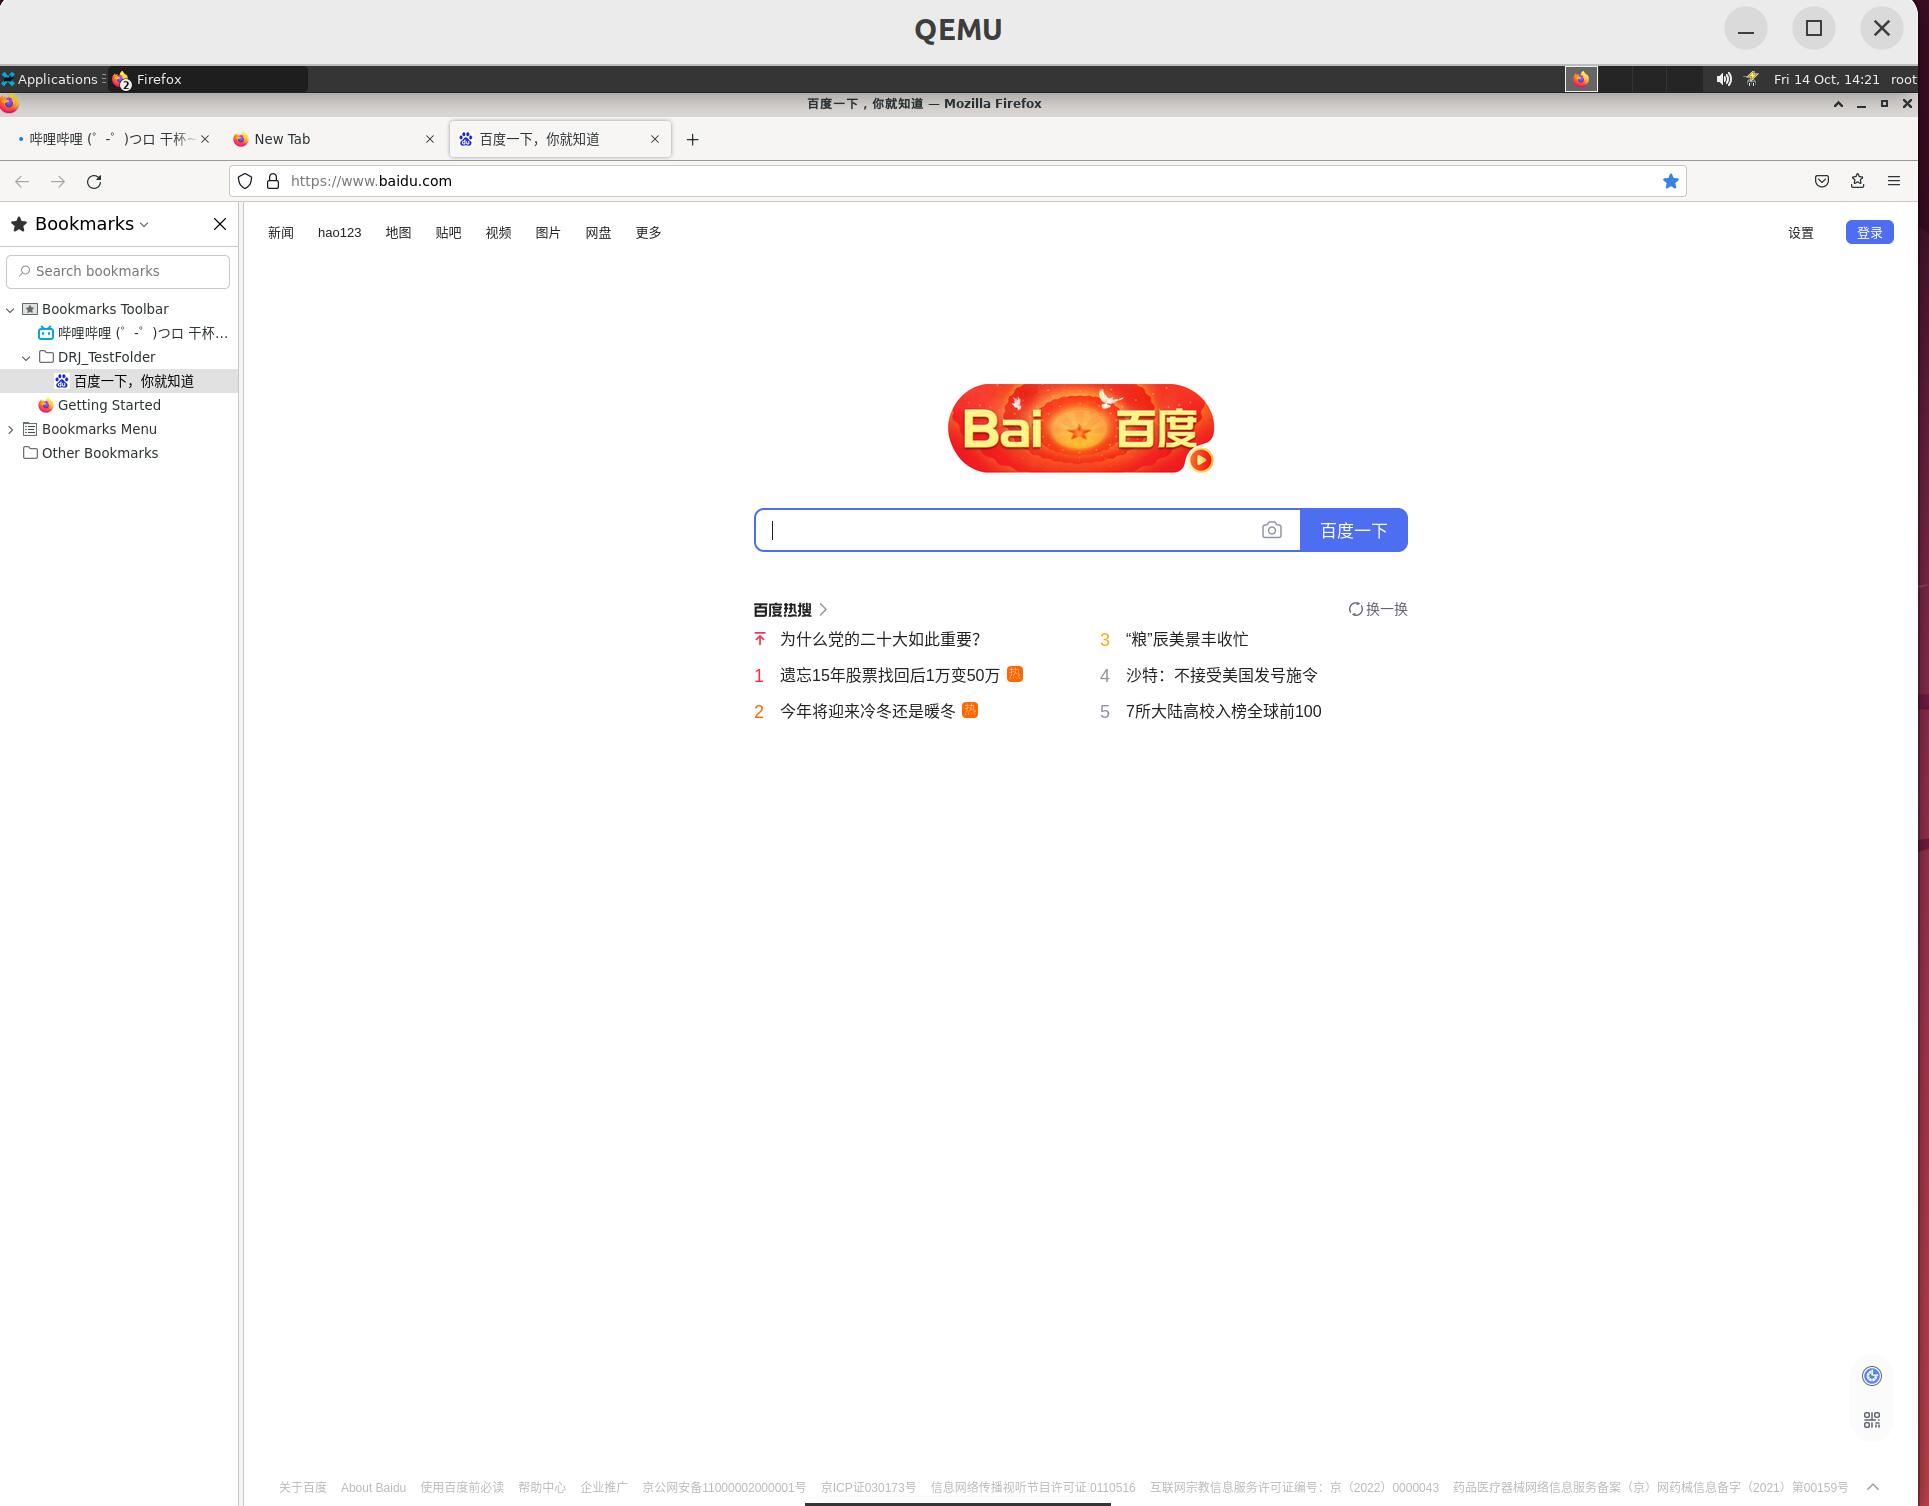 QEMU
Applications Firefox Fri 14 Oct, 14:21 root
百度一下，你就知道 — Mozilla Firefox
哔哩哔哩 (゜-゜)つロ 干杯~ New Tab 百度一下，你就知道
https://www.baidu.com
Bookmarks
Search bookmarks
Bookmarks Toolbar
哔哩哔哩 (゜-゜)つロ 干杯...
DRJ_TestFolder
百度一下，你就知道
Getting Started
Bookmarks Menu
Other Bookmarks
新闻 hao123 地图 贴吧 视频 图片 网盘 更多 设置 登录
Bai 百度
百度一下
百度热搜 换一换
为什么党的二十大如此重要？
1 遗忘15年股票找回后1万变50万 热
2 今年将迎来冷冬还是暖冬 热
3 “粮”辰美景丰收忙
4 沙特：不接受美国发号施令
5 7所大陆高校入榜全球前100
关于百度 About Baidu 使用百度前必读 帮助中心 企业推广 京公网安备11000002000001号 京ICP证030173号 信息网络传播视听节目许可证 0110516 互联网宗教信息服务许可证编号：京（2022）0000043 药品医疗器械网络信息服务备案（京）网药械信息备字（2021）第00159号